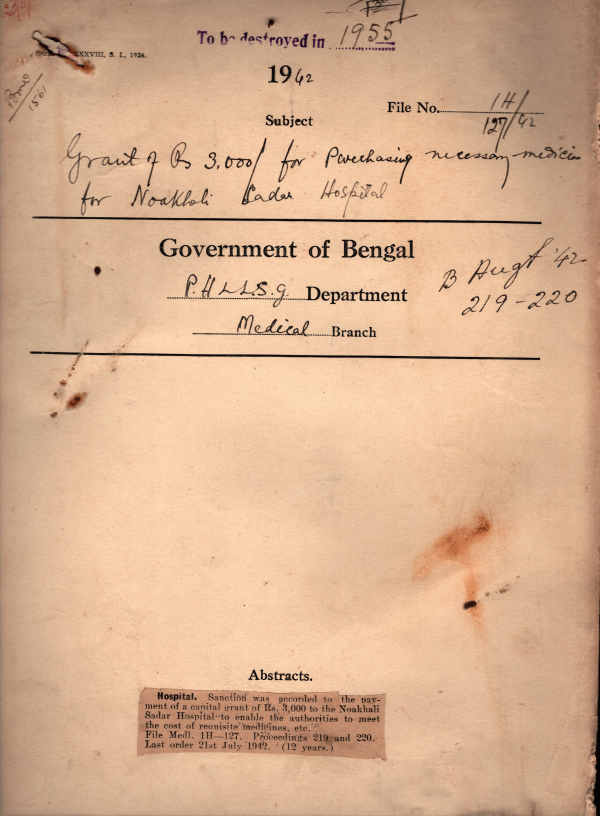 To be destroyed in 1955
XXXVIII, S. I., 1924.
1942
File No. 1H/127/42
Subject
Grant of Rs 3,000/ for Purchasing necessary medicin
for Noakhali Sadar Hospital
Government of Bengal
P.H & L.S.G. Department
Medical Branch
B Augt '42
219-220
Abstracts.
Hospital. Sanction was accorded to the pay-
ment of a capital grant of Rs. 3,000 to the Noakhali
Sadar Hospital to enable the authorities to meet
the cost of requisite medicines, etc.
File Medl. 1H—127. Proceedings 219 and 220.
Last order 21st July 1942. (12 years.)